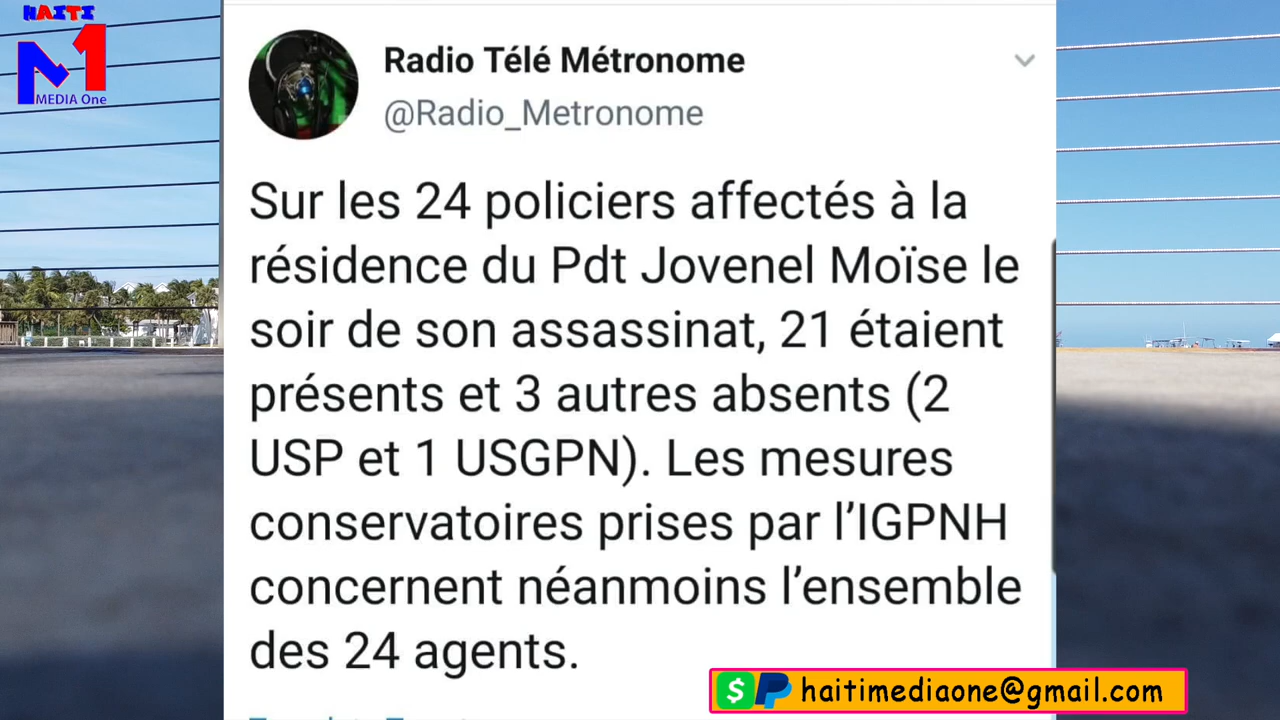 HAITI
M1
MEDIA One
Radio Télé Métronome
@Radio_Metronome
Sur les 24 policiers affectés à la
résidence du Pdt Jovenel Moïse le
soir de son assassinat, 21 étaient
présents et 3 autres absents (2
USP et 1 USGPN). Les mesures
conservatoires prises par l’IGPNH
concernent néanmoins l’ensemble
des 24 agents.
$ haitimediaone@gmail.com